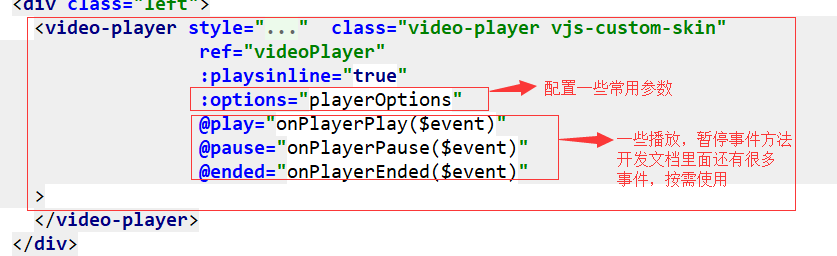 <div class="left">
<video-player style="..." class="video-player vjs-custom-skin"
ref="videoPlayer"
:playsinline="true"
:options="playerOptions"
配置一些常用参数
@play="onPlayerPlay($event)"
@pause="onPlayerPause($event)"
@ended="onPlayerEnded($event)"
一些播放，暂停事件方法
开发文档里面还有很多
事件，按需使用
>
</video-player>
</div>